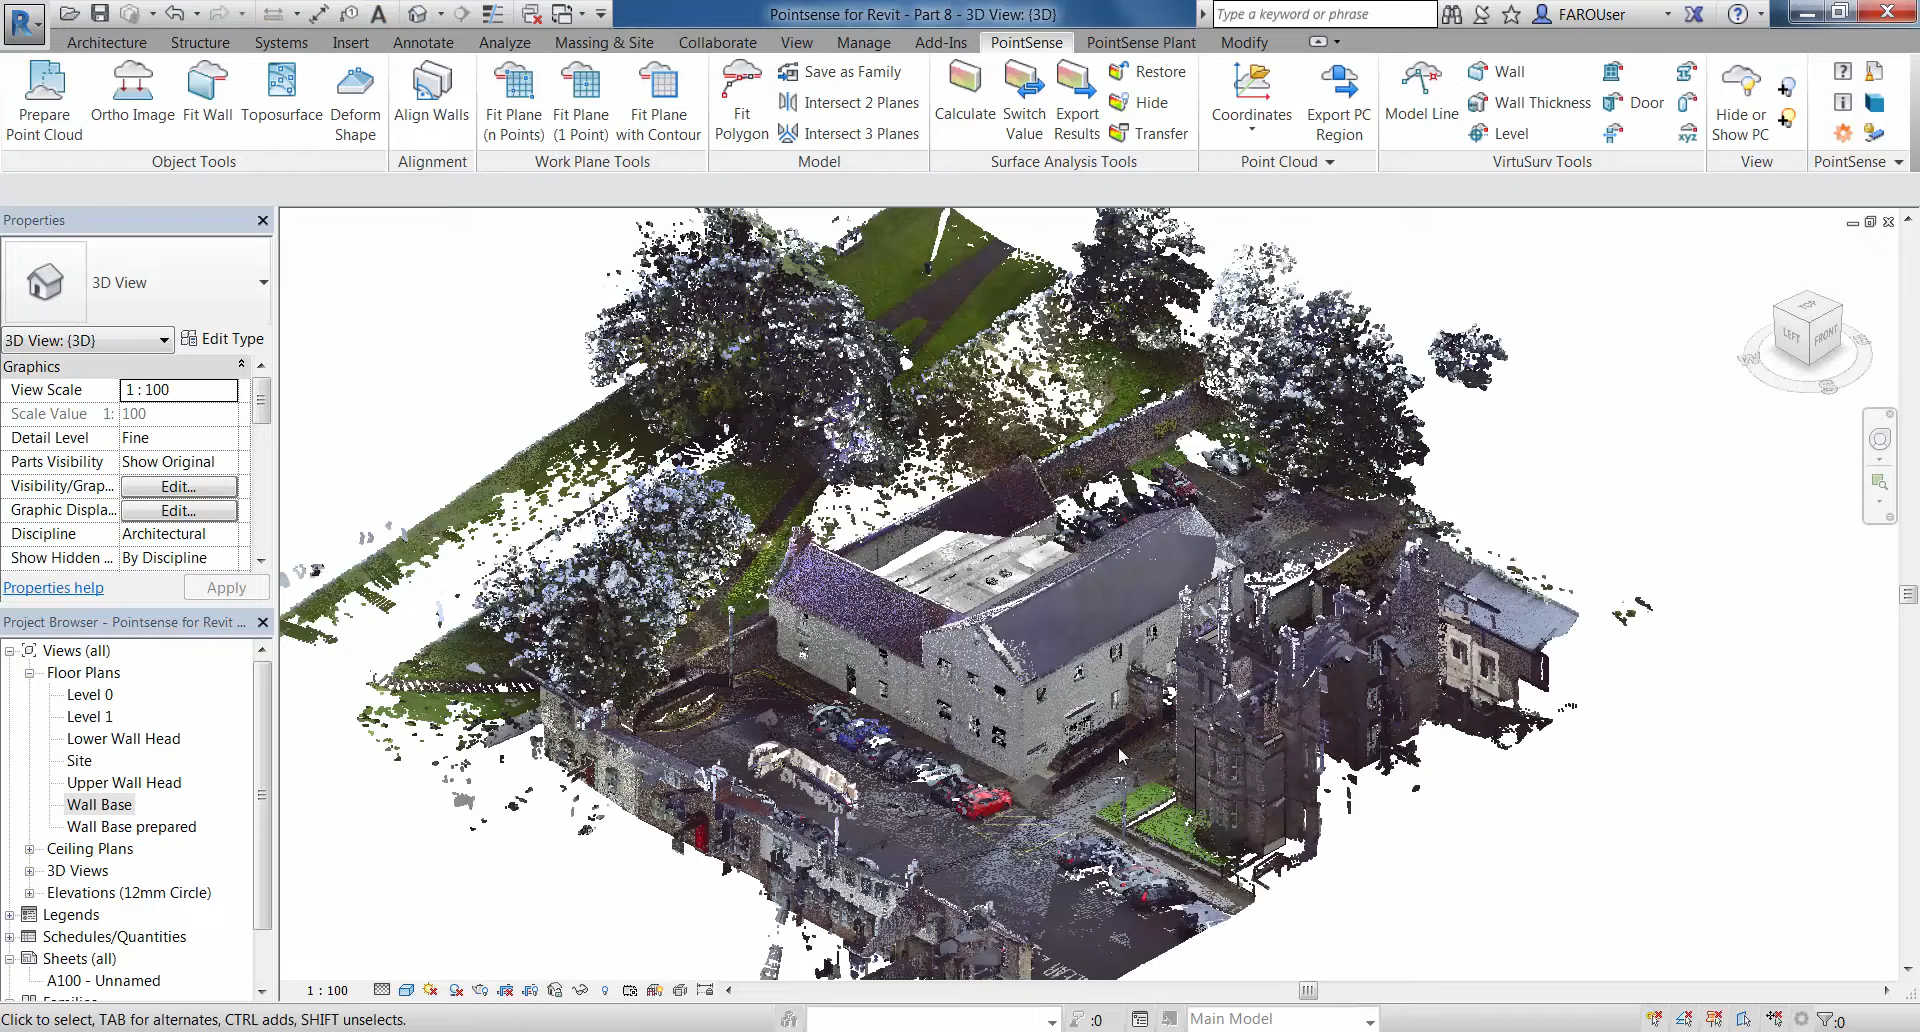 Pointsense for Revit - Part 8 - 3D View: {3D}
Type a keyword or phrase
FAROUser
Architecture Structure Systems Insert Annotate Analyze Massing & Site Collaborate View Manage Add-Ins PointSense PointSense Plant Modify
Prepare Point Cloud
Ortho Image
Fit Wall
Toposurface
Deform Shape
Object Tools
Align Walls
Alignment
Fit Plane (n Points)
Fit Plane (1 Point)
Fit Plane with Contour
Work Plane Tools
Fit Polygon
Save as Family
Intersect 2 Planes
Intersect 3 Planes
Model
Calculate
Switch Value
Export Results
Restore
Hide
Transfer
Surface Analysis Tools
Coordinates
Export PC Region
Point Cloud
Model Line
Wall
Wall Thickness
Level
Door
xyz
VirtuSurv Tools
Hide or Show PC
View
PointSense
Properties
3D View
3D View: {3D}
Edit Type
Graphics
View Scale 1 : 100
Scale Value 1: 100
Detail Level Fine
Parts Visibility Show Original
Visibility/Grap... Edit...
Graphic Displa... Edit...
Discipline Architectural
Show Hidden ... By Discipline
Properties help
Apply
Project Browser - Pointsense for Revit ...
Views (all)
Floor Plans
Level 0
Level 1
Lower Wall Head
Site
Upper Wall Head
Wall Base
Wall Base prepared
Ceiling Plans
3D Views
Elevations (12mm Circle)
Legends
Schedules/Quantities
Sheets (all)
A100 - Unnamed
Families
TOP
LEFT
FRONT
W
S
1 : 100
Click to select, TAB for alternates, CTRL adds, SHIFT unselects.
:0
Main Model
:0